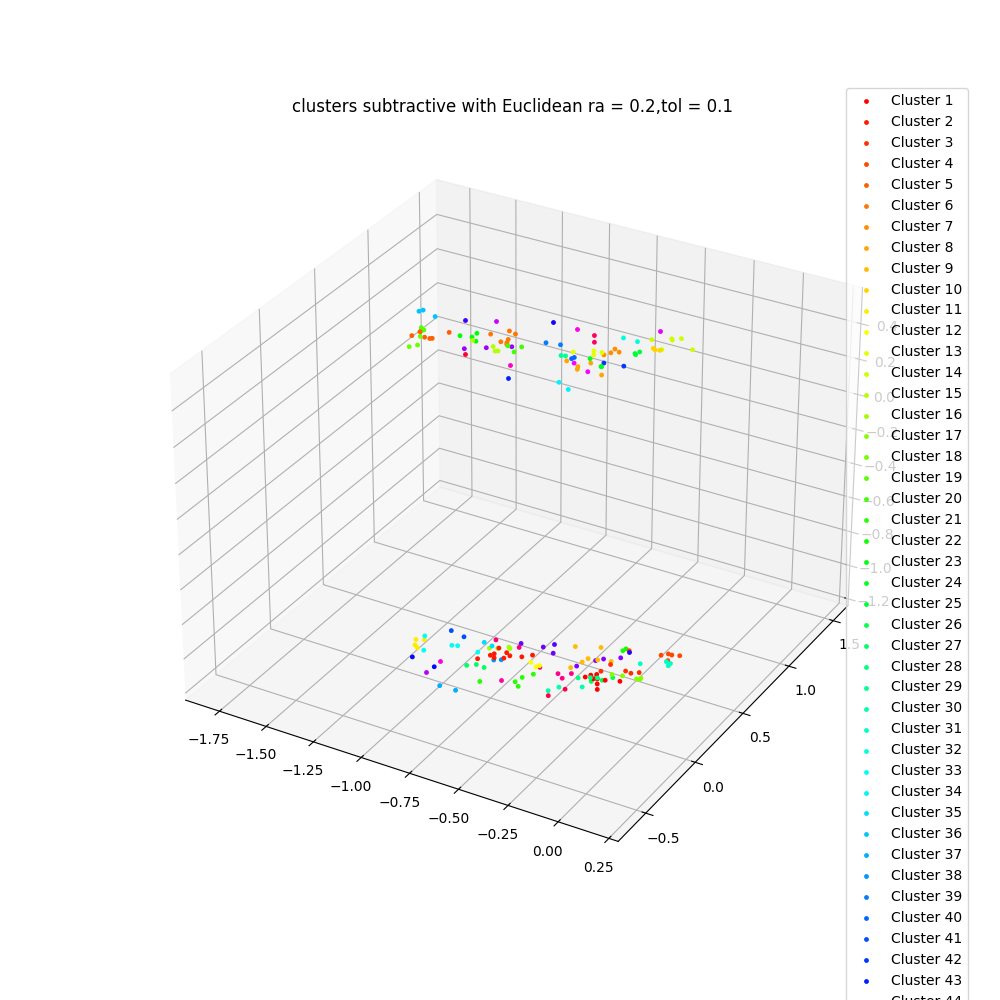 clusters subtractive with Euclidean ra = 0.2,tol = 0.1
Cluster 1
Cluster 2
Cluster 3
Cluster 4
Cluster 5
Cluster 6
Cluster 7
Cluster 8
Cluster 9
Cluster 10
Cluster 11
Cluster 12
Cluster 13
Cluster 14
Cluster 15
Cluster 16
Cluster 17
Cluster 18
Cluster 19
Cluster 20
Cluster 21
Cluster 22
Cluster 23
Cluster 24
Cluster 25
Cluster 26
Cluster 27
Cluster 28
Cluster 29
Cluster 30
Cluster 31
Cluster 32
Cluster 33
Cluster 34
Cluster 35
Cluster 36
Cluster 37
Cluster 38
Cluster 39
Cluster 40
Cluster 41
Cluster 42
Cluster 43
Cluster 44
0.2
0.0
−0.4
−0.8
−1.0
−1.2
1.0
0.5
0.0
−0.5
−1.75
−1.50
−1.25
−1.00
−0.75
−0.50
−0.25
0.00
0.25